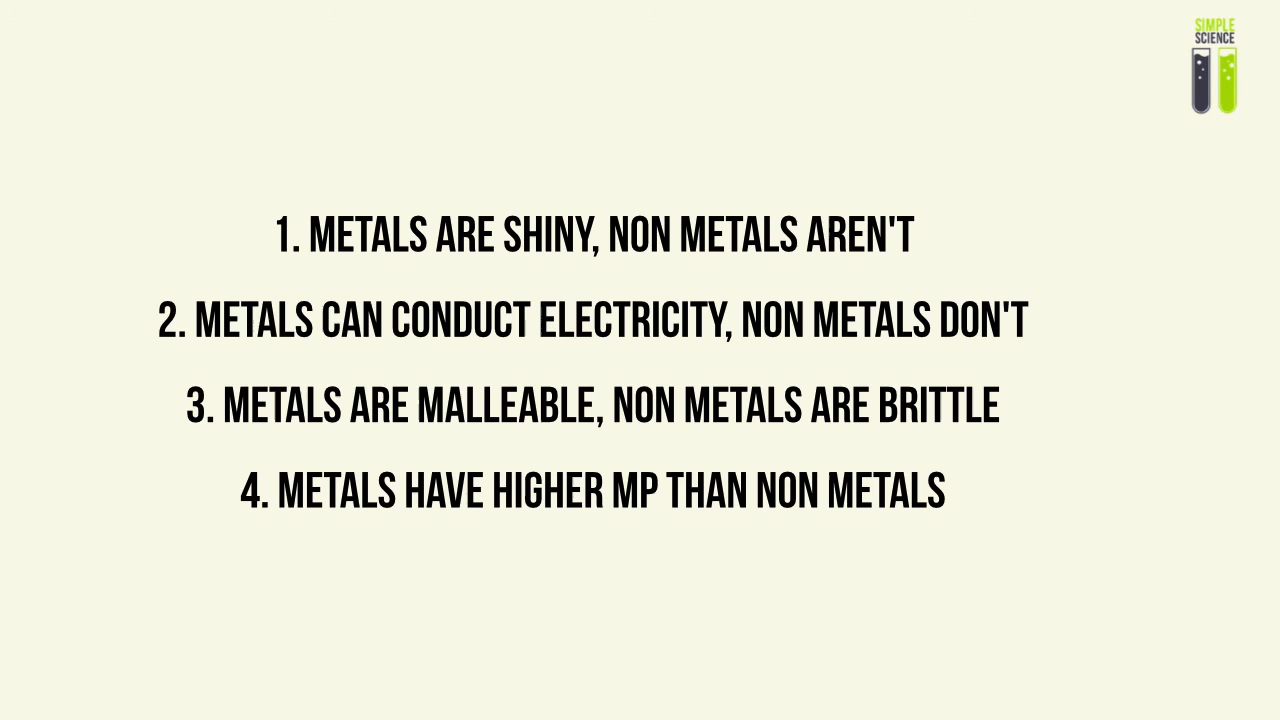 SIMPLE
SCIENCE
1. METALS ARE SHINY, NON METALS AREN'T
2. METALS CAN CONDUCT ELECTRICITY, NON METALS DON'T
3. METALS ARE MALLEABLE, NON METALS ARE BRITTLE
4. METALS HAVE HIGHER MP THAN NON METALS